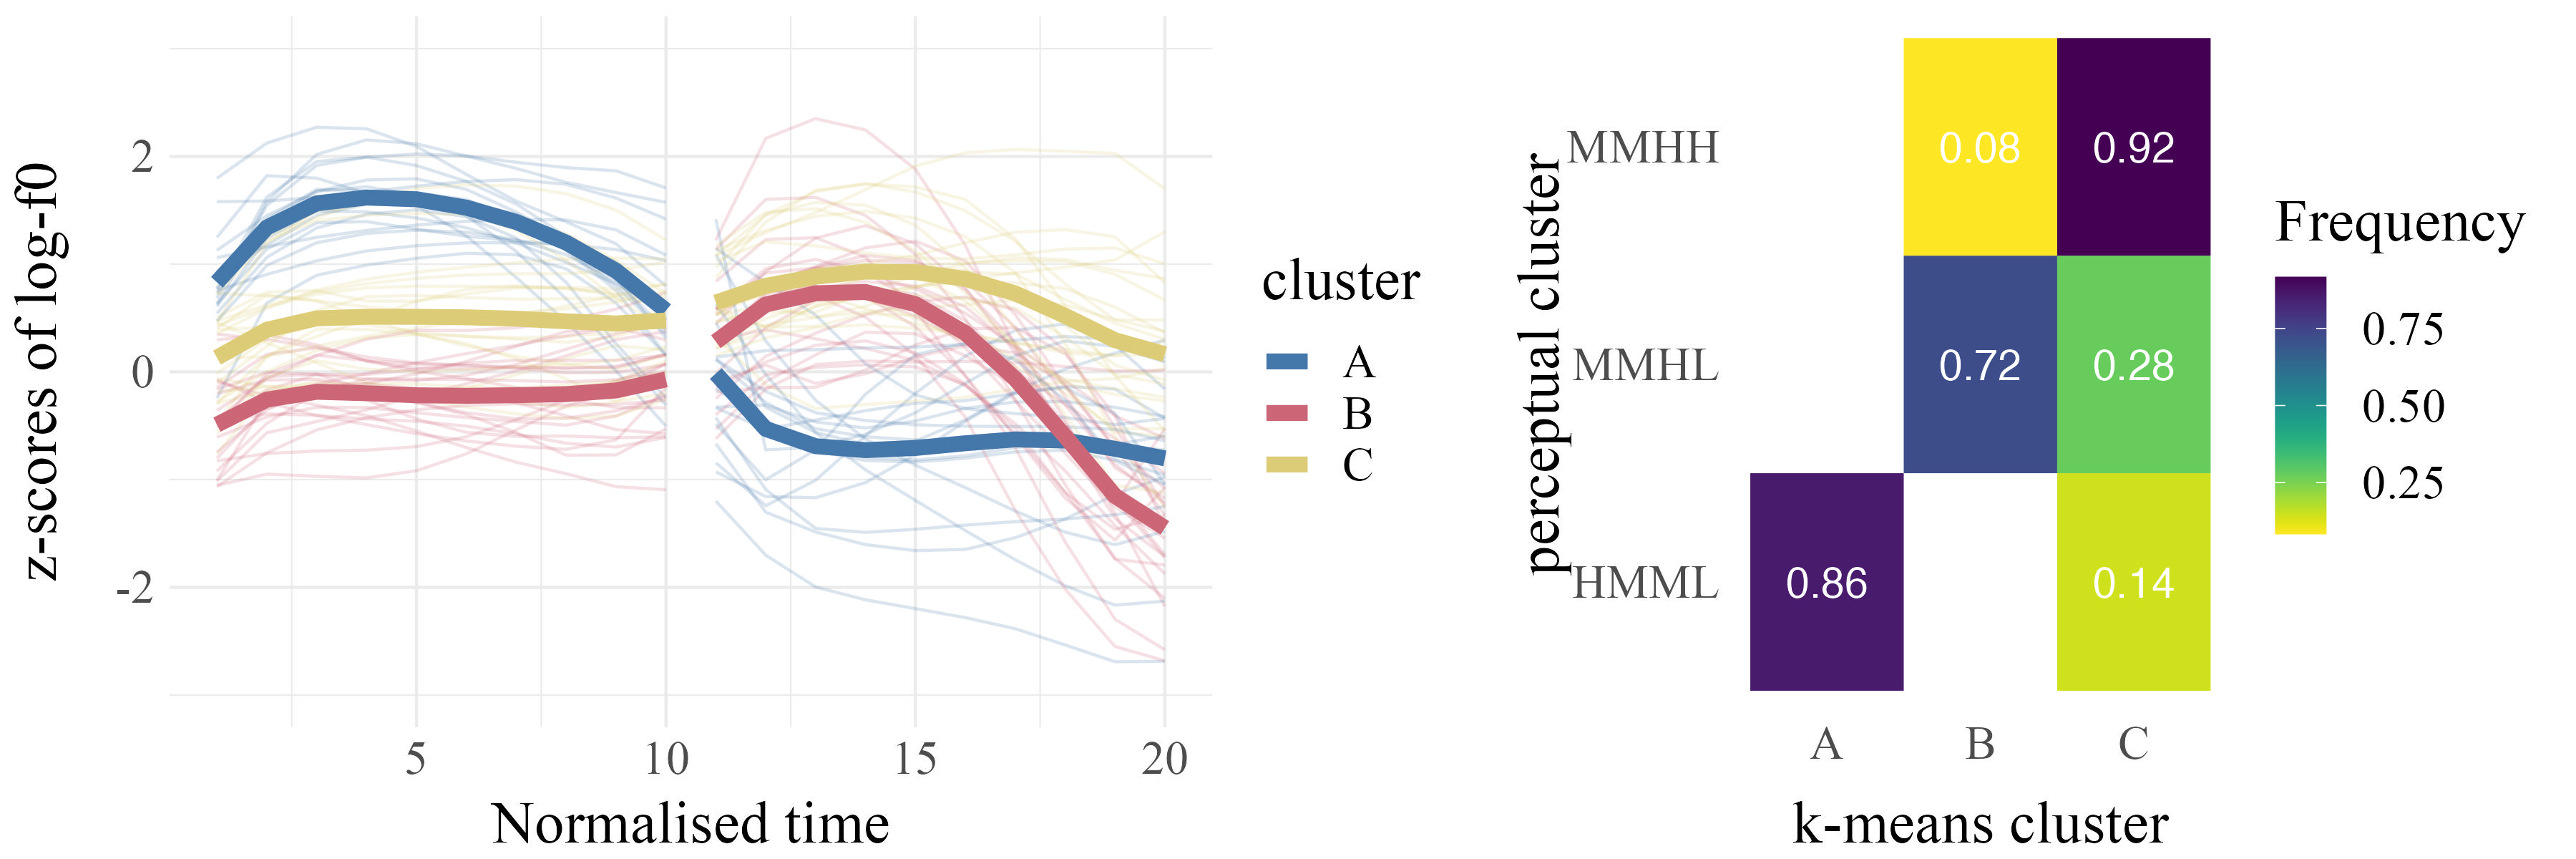 z-scores of log-f0
2
0
-2
5
10
15
20
Normalised time
cluster
A
B
C
perceptual cluster
MMHH
MMHL
HMML
0.08
0.92
0.72
0.28
0.86
0.14
A
B
C
k-means cluster
Frequency
0.75
0.50
0.25